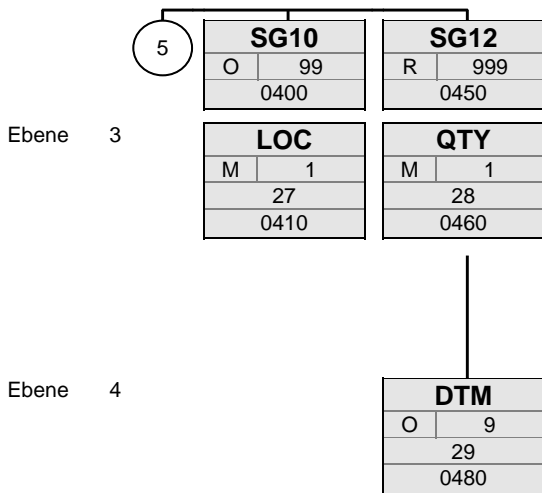 5
SG10
O 99
0400
SG12
R 999
0450
Ebene 3
LOC
M 1
27
0410
QTY
M 1
28
0460
Ebene 4
DTM
O 9
29
0480